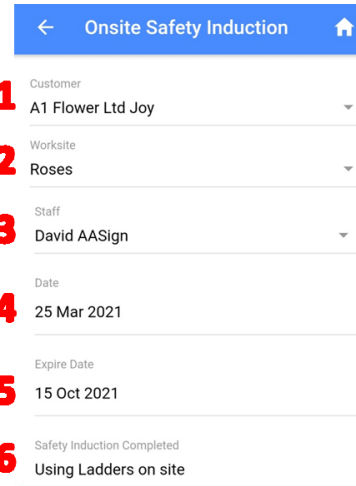 Onsite Safety Induction
Customer
1
A1 Flower Ltd Joy
Worksite
2
Roses
Staff
3
David AASign
Date
4
25 Mar 2021
Expire Date
5
15 Oct 2021
Safety Induction Completed
6
Using Ladders on site